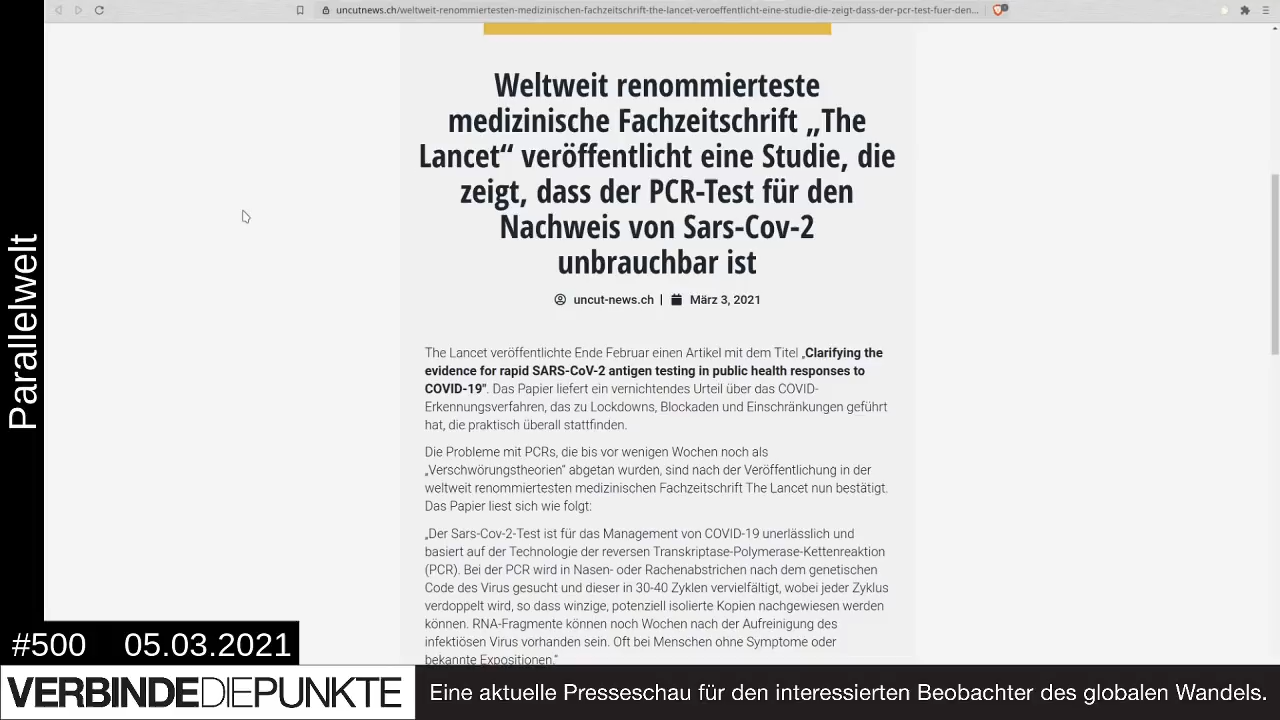 uncutnews.ch/weltweit-renommiertesten-medizinischen-fachzeitschrift-the-lancet-veroeffentlicht-eine-studie-die-zeigt-dass-der-pcr-test-fuer-den...
Weltweit renommierteste
medizinische Fachzeitschrift „The
Lancet“ veröffentlicht eine Studie, die
zeigt, dass der PCR-Test für den
Nachweis von Sars-Cov-2
unbrauchbar ist
uncut-news.ch | März 3, 2021
The Lancet veröffentlichte Ende Februar einen Artikel mit dem Titel „Clarifying the
evidence for rapid SARS-CoV-2 antigen testing in public health responses to
COVID-19". Das Papier liefert ein vernichtendes Urteil über das COVID-
Erkennungsverfahren, das zu Lockdowns, Blockaden und Einschränkungen geführt
hat, die praktisch überall stattfinden.
Die Probleme mit PCRs, die bis vor wenigen Wochen noch als
„Verschwörungstheorien“ abgetan wurden, sind nach der Veröffentlichung in der
weltweit renommiertesten medizinischen Fachzeitschrift The Lancet nun bestätigt.
Das Papier liest sich wie folgt:
„Der Sars-Cov-2-Test ist für das Management von COVID-19 unerlässlich und
basiert auf der Technologie der reversen Transkriptase-Polymerase-Kettenreaktion
(PCR). Bei der PCR wird in Nasen- oder Rachenabstrichen nach dem genetischen
Code des Virus gesucht und dieser in 30-40 Zyklen vervielfältigt, wobei jeder Zyklus
verdoppelt wird, so dass winzige, potenziell isolierte Kopien nachgewiesen werden
können. RNA-Fragmente können noch Wochen nach der Aufreinigung des
infektiösen Virus vorhanden sein. Oft bei Menschen ohne Symptome oder
bekannte Expositionen.“
Parallelwelt
#500 05.03.2021
VERBINDEDIEPUNKTE
Eine aktuelle Presseschau für den interessierten Beobachter des globalen Wandels.